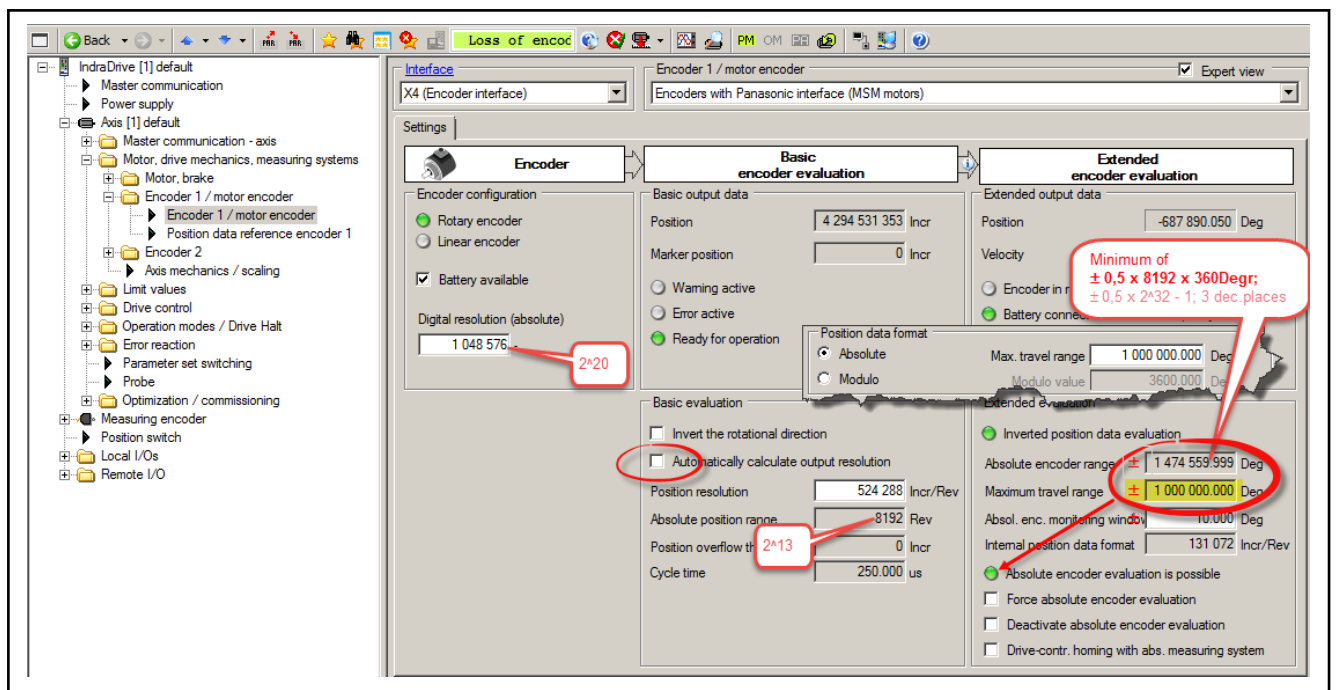 Back
PAR PAR Loss of encod PM OM
IndraDrive [1] default
Master communication
Power supply
Axis [1] default
Master communication - axis
Motor, drive mechanics, measuring systems
Motor, brake
Encoder 1 / motor encoder
Encoder 1 / motor encoder
Position data reference encoder 1
Encoder 2
Axis mechanics / scaling
Limit values
Drive control
Operation modes / Drive Halt
Error reaction
Parameter set switching
Probe
Optimization / commissioning
Measuring encoder
Position switch
Local I/Os
Remote I/O
Interface
X4 (Encoder interface)
Encoder 1 / motor encoder
Expert view
Encoders with Panasonic interface (MSM motors)
Settings
Encoder
Basic
encoder evaluation
Extended
encoder evaluation
Encoder configuration
Rotary encoder
Linear encoder
Battery available
Digital resolution (absolute)
1 048 576 -
2^20
Basic output data
Position 4 294 531 353 Incr
Marker position 0 Incr
Warning active
Error active
Ready for operation
Extended output data
Position -687 890.050 Deg
Velocity
Encoder in
Battery connec
Minimum of
± 0,5 x 8192 x 360Degr;
± 0,5 x 2^32 - 1; 3 dec.places
Position data format
Absolute
Modulo
Max. travel range 1 000 000.000 Deg
Modulo value 3600.000 De
Basic evaluation
Invert the rotational direction
Automatically calculate output resolution
Position resolution 524 288 Incr/Rev
Absolute position range 8192 Rev
2^13
Position overflow th 0 Incr
Cycle time 250.000 us
Extended evaluation
Inverted position data evaluation
Absolute encoder range ± 1 474 559.999 Deg
Maximum travel range ± 1 000 000.000 Deg
Absol. enc. monitoring window 10.000 Deg
Internal position data format 131 072 Incr/Rev
Absolute encoder evaluation is possible
Force absolute encoder evaluation
Deactivate absolute encoder evaluation
Drive-contr. homing with abs. measuring system